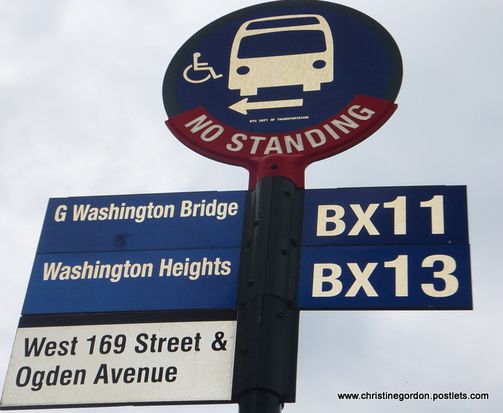 NYC DEPT OF TRANSPORTATION
NO STANDING
G Washington Bridge
BX11
Washington Heights
BX13
West 169 Street &
Ogden Avenue
www.christinegordon.postlets.com